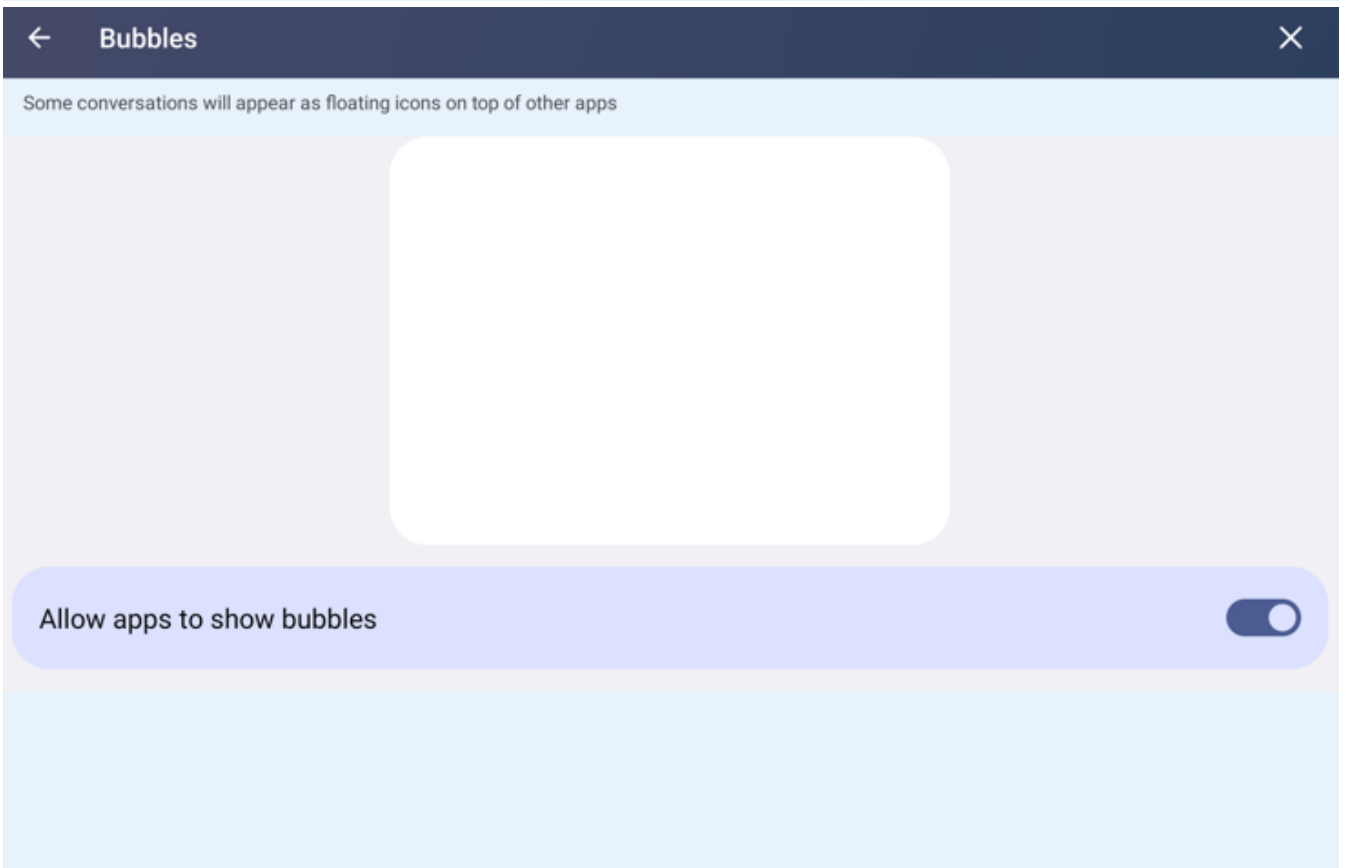 Bubbles
Some conversations will appear as floating icons on top of other apps
Allow apps to show bubbles